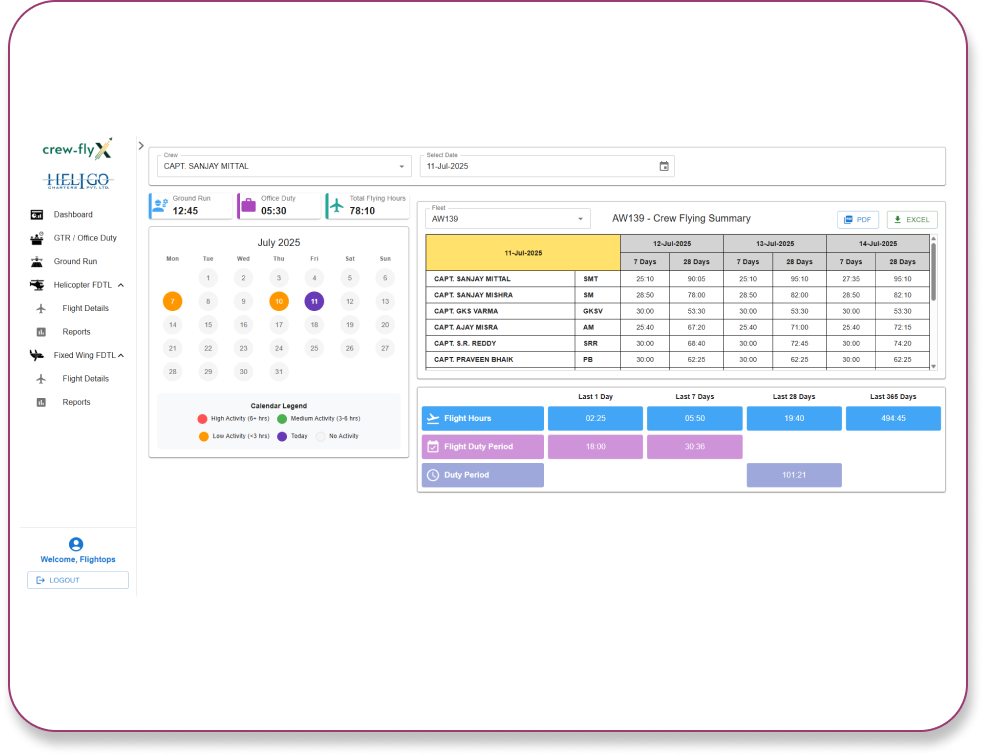 crew-flyX
HELIGO
CHARTERS PVT. LTD.
Dashboard
GTR / Office Duty
Ground Run
Helicopter FDTL
Flight Details
Reports
Fixed Wing FDTL
Flight Details
Reports
Welcome, Flightops
LOGOUT
Crew
CAPT. SANJAY MITTAL
Select Date
11-Jul-2025
Ground Run
12:45
Office Duty
05:30
Total Flying Hours
78:10
July 2025
Mon Tue Wed Thu Fri Sat Sun
1 2 3 4 5 6
7 8 9 10 11 12 13
14 15 16 17 18 19 20
21 22 23 24 25 26 27
28 29 30 31
Calendar Legend
High Activity (6+ hrs) Medium Activity (3-6 hrs)
Low Activity (<3 hrs) Today No Activity
Fleet
AW139
AW139 - Crew Flying Summary
PDF
EXCEL
11-Jul-2025 12-Jul-2025 13-Jul-2025 14-Jul-2025
7 Days 28 Days 7 Days 28 Days 7 Days 28 Days
CAPT. SANJAY MITTAL SMT 25:10 90:05 25:10 95:10 27:35 95:10
CAPT. SANJAY MISHRA SM 28:50 78:00 28:50 82:00 28:50 82:10
CAPT. GKS VARMA GKSV 30:00 53:30 30:00 53:30 30:00 53:30
CAPT. AJAY MISRA AM 25:40 67:20 25:40 71:00 25:40 72:15
CAPT. S.R. REDDY SRR 30:00 68:40 30:00 72:45 30:00 74:20
CAPT. PRAVEEN BHAIK PB 30:00 62:25 30:00 62:25 30:00 62:25
Last 1 Day Last 7 Days Last 28 Days Last 365 Days
Flight Hours 02:25 05:50 19:40 494:45
Flight Duty Period 18:00 30:36
Duty Period 101:21